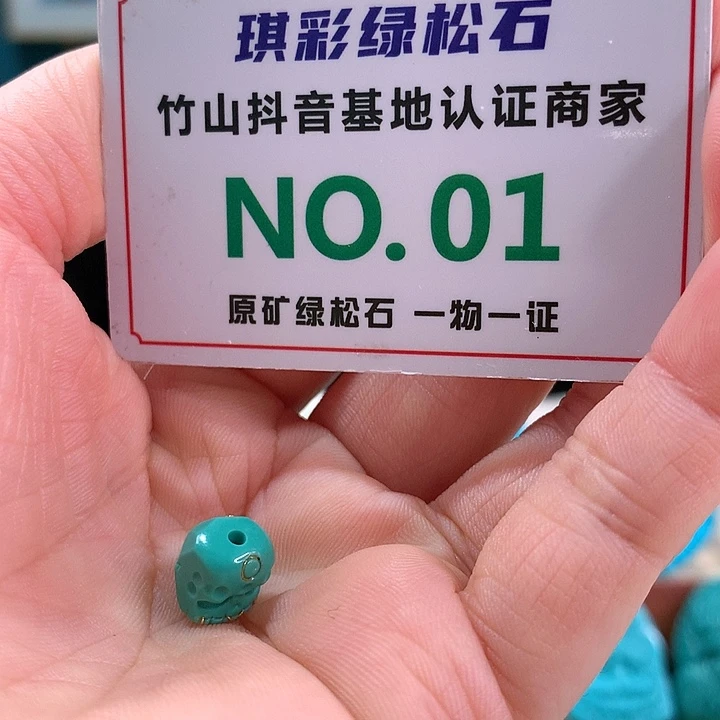 琪彩绿松石
竹山抖音基地认证商家
NO.01
原矿绿松石 一物一证